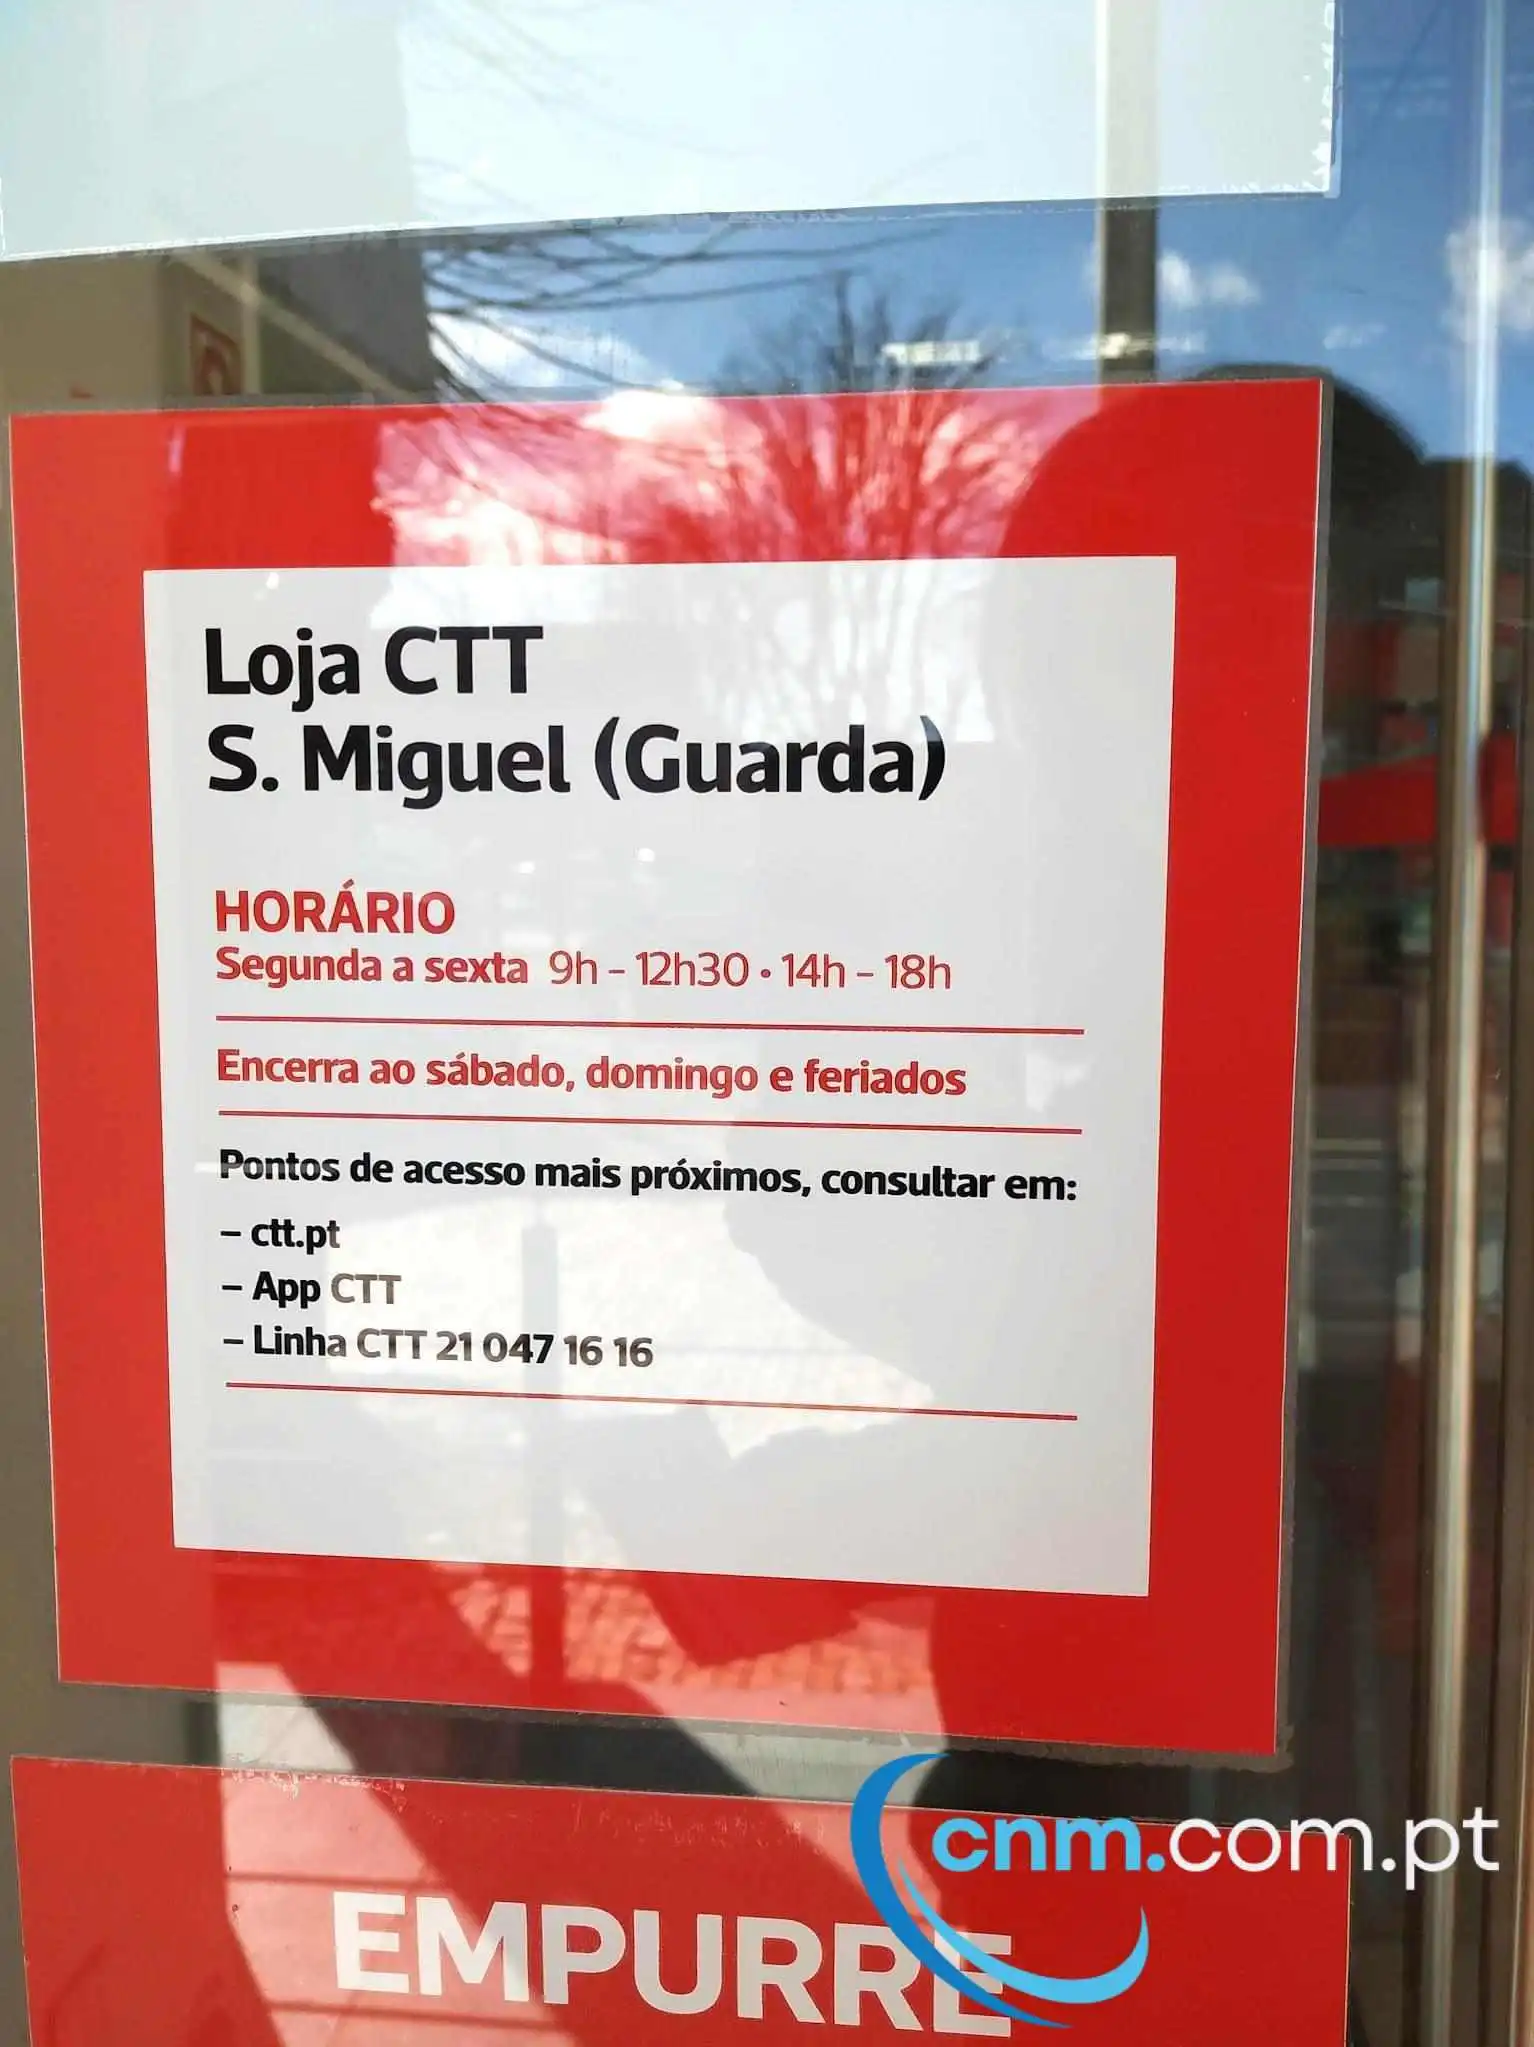 Loja CTT
S. Miguel (Guarda)
HORÁRIO
Segunda a sexta 9h – 12h30 • 14h – 18h
Encerra ao sábado, domingo e feriados
Pontos de acesso mais próximos, consultar em:
– ctt.pt
– App CTT
– Linha CTT 21 047 16 16
cnm.com.pt
EMPURRE